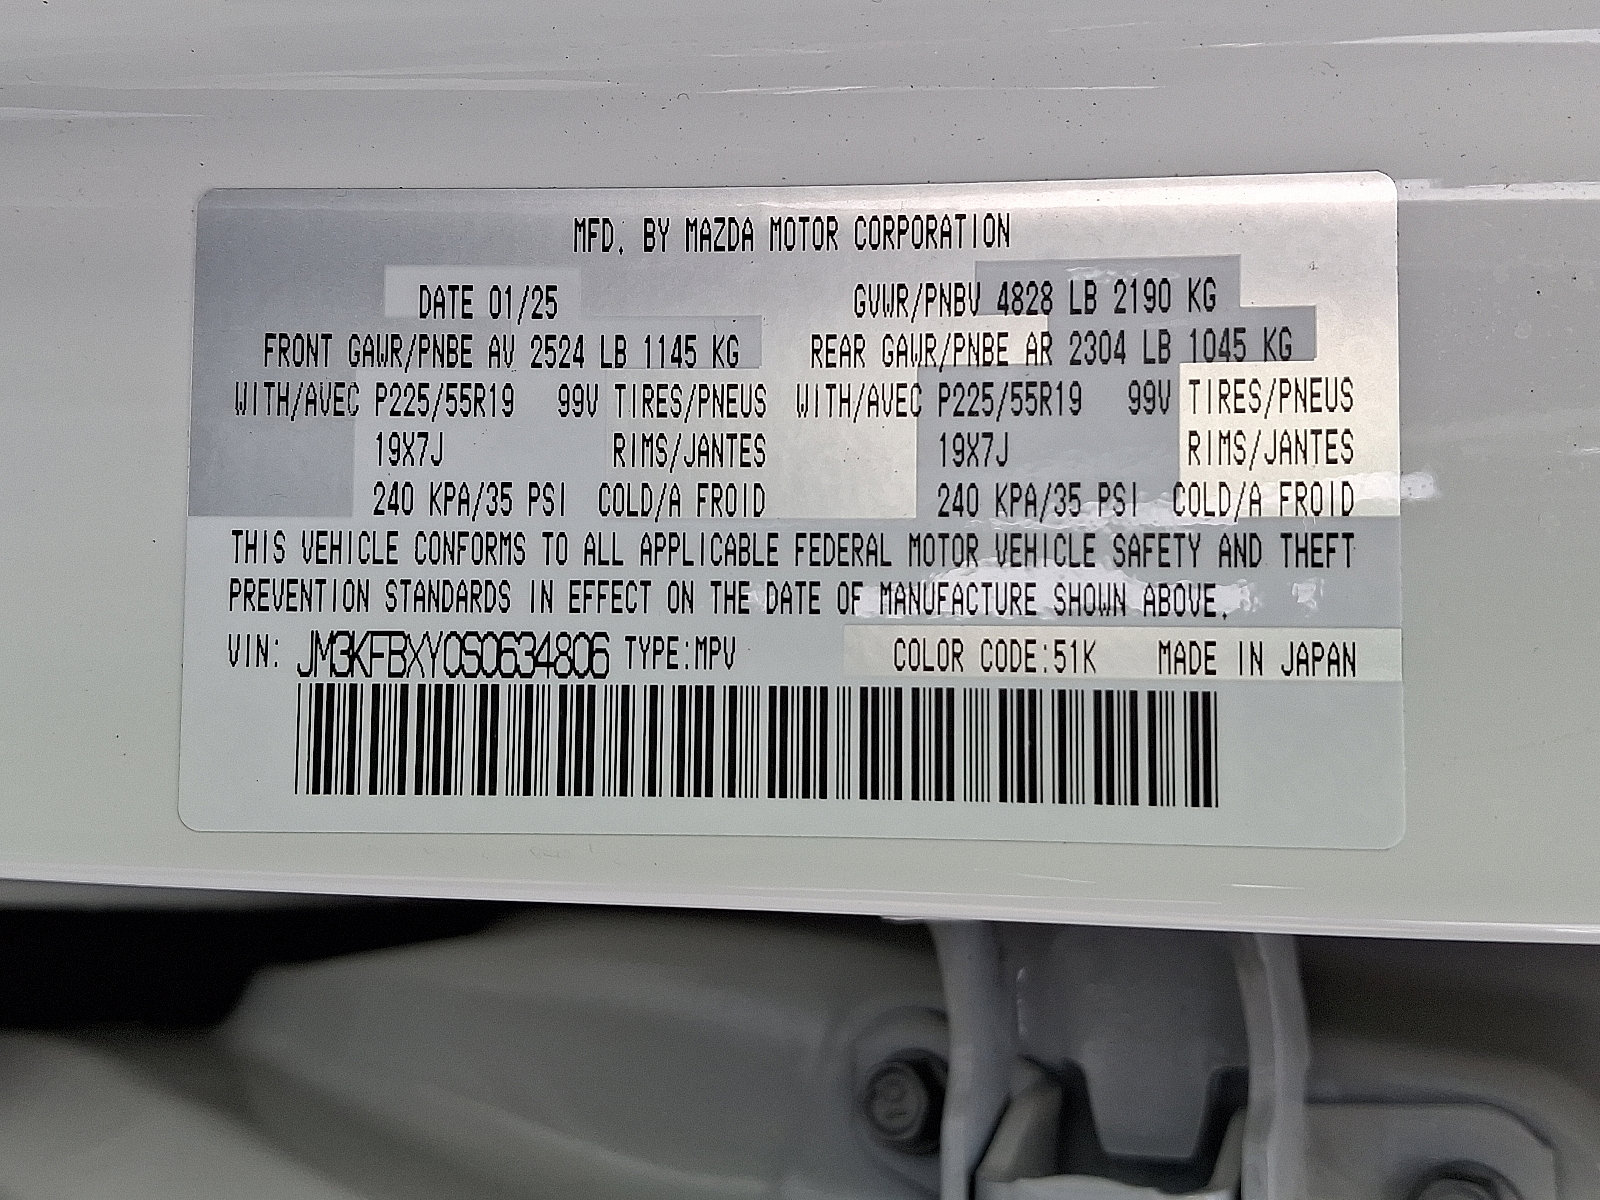 MFD. BY MAZDA MOTOR CORPORATION
DATE 01/25 GVWR/PNBV 4828 LB 2190 KG
FRONT GAWR/PNBE AV 2524 LB 1145 KG REAR GAWR/PNBE AR 2304 LB 1045 KG
WITH/AVEC P225/55R19 99V TIRES/PNEUS WITH/AVEC P225/55R19 99V TIRES/PNEUS
19X7J RIMS/JANTES 19X7J RIMS/JANTES
240 KPA/35 PSI COLD/A FROID 240 KPA/35 PSI COLD/A FROID
THIS VEHICLE CONFORMS TO ALL APPLICABLE FEDERAL MOTOR VEHICLE SAFETY AND THEFT
PREVENTION STANDARDS IN EFFECT ON THE DATE OF MANUFACTURE SHOWN ABOVE.
VIN: JM3KFBXY0S0634806 TYPE:MPV COLOR CODE:51K MADE IN JAPAN